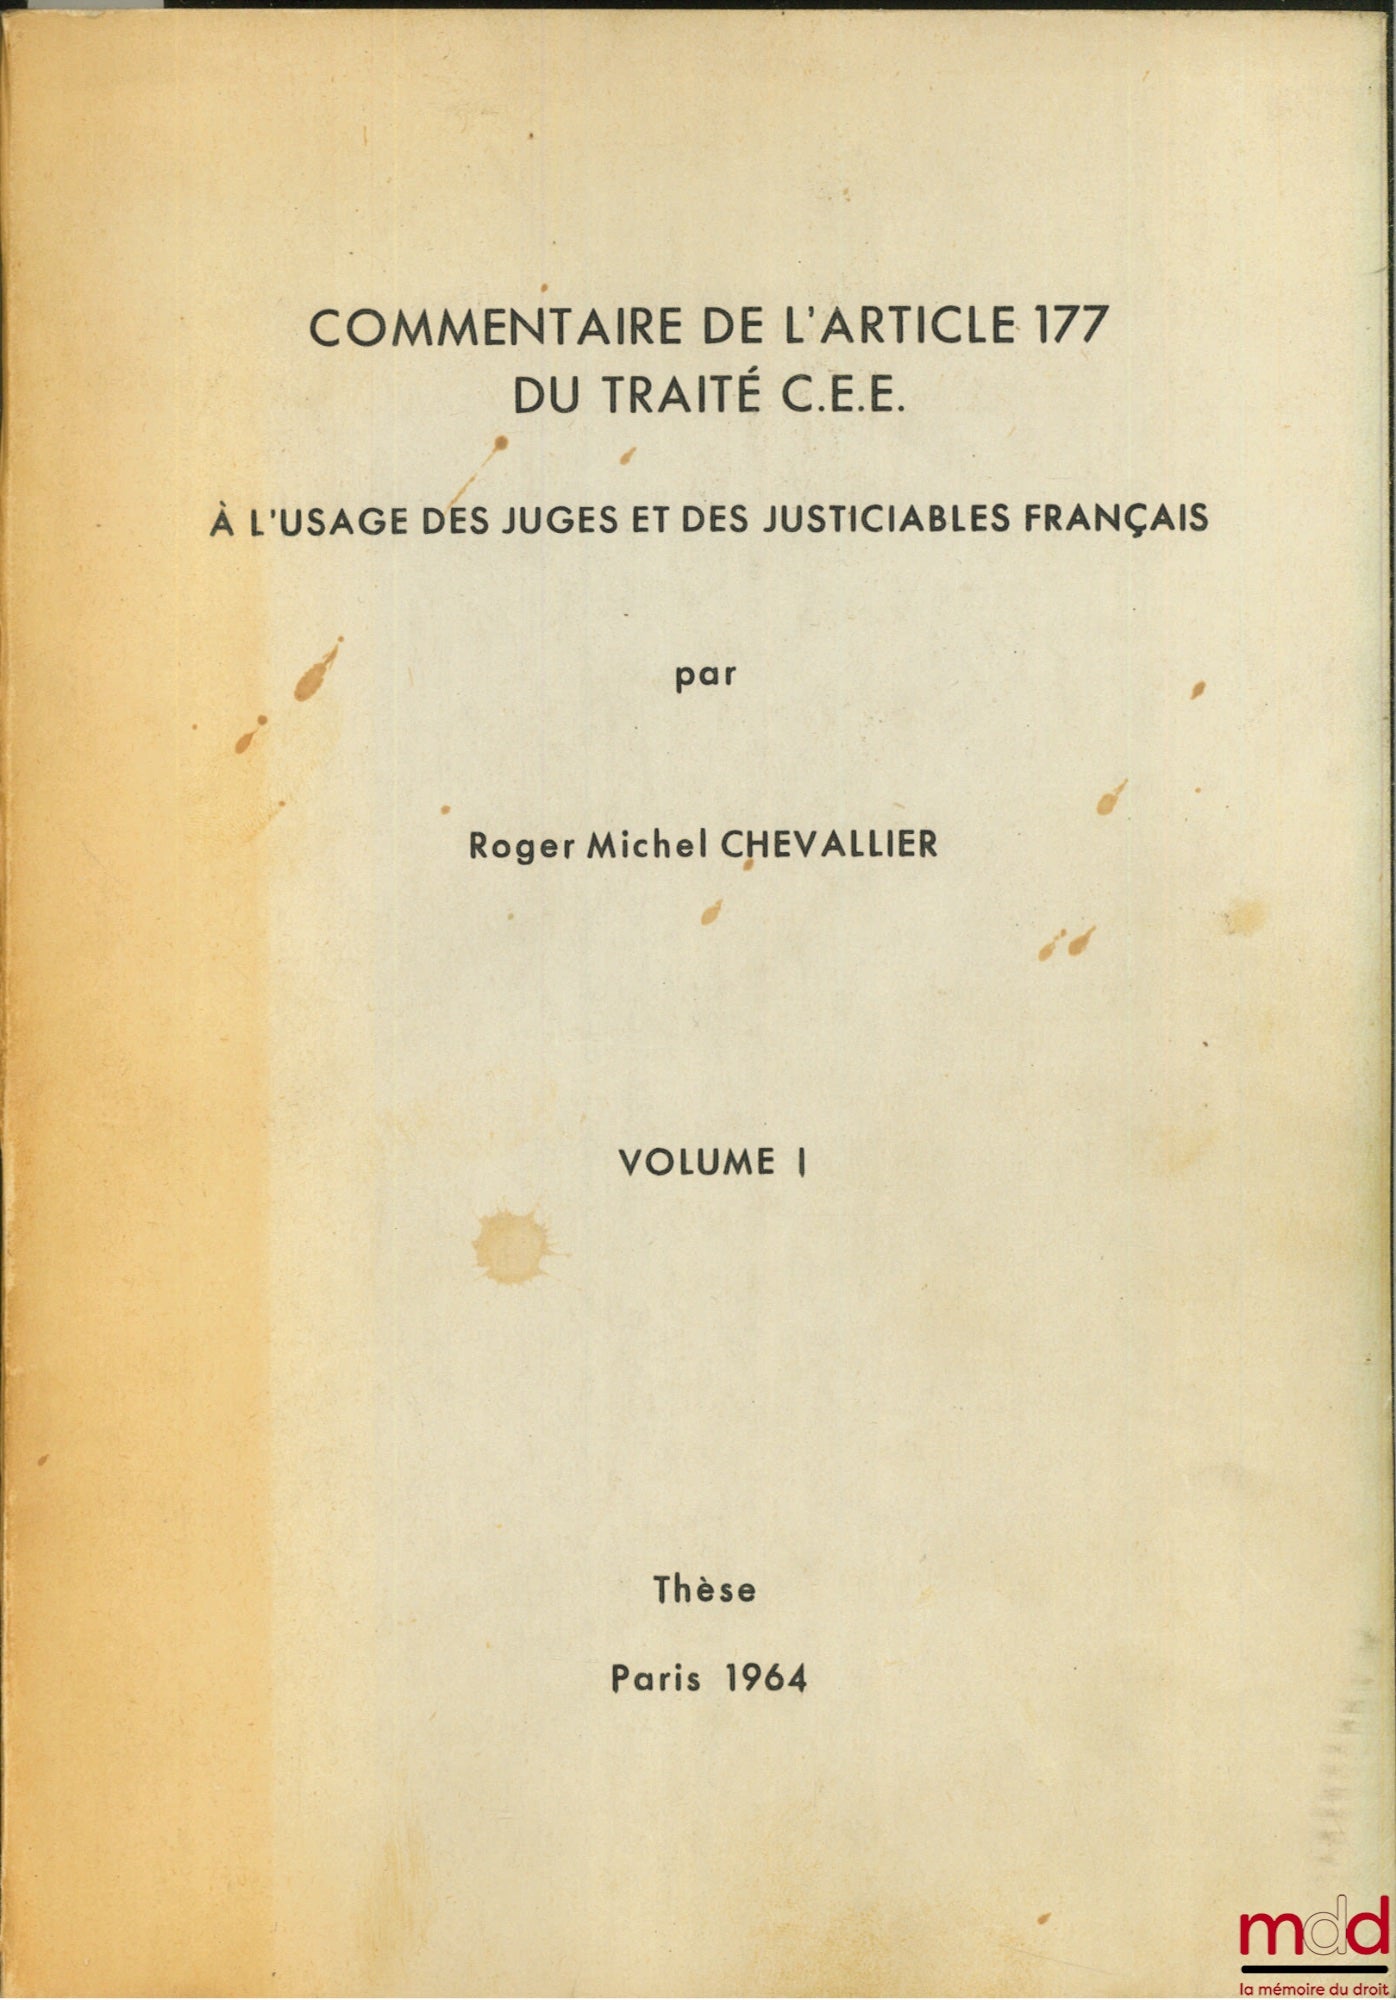 COMMENTAIRE DE L'ARTICLE 177
DU TRAITÉ C.E.E.
À L'USAGE DES JUGES ET DES JUSTICIABLES FRANÇAIS
par
Roger Michel CHEVALLIER
VOLUME I
Thèse
Paris 1964
mdd
la mémoire du droit